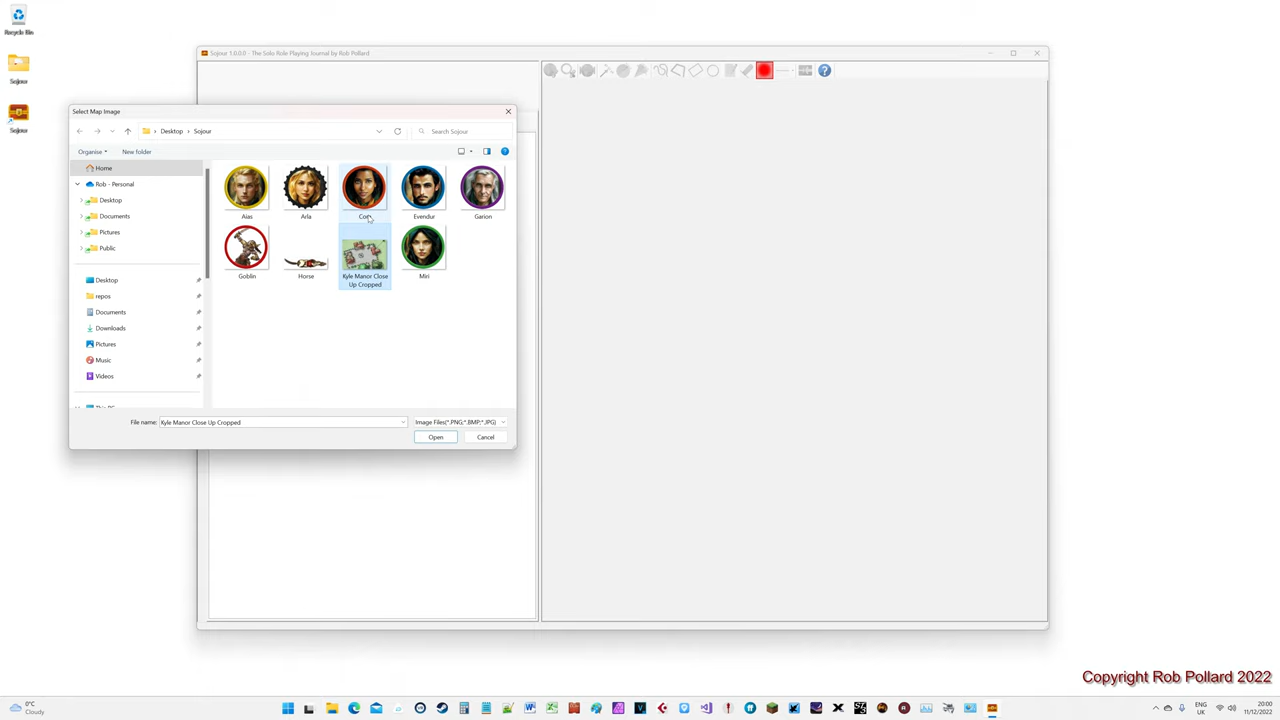 Recycle Bin
Sojour
Sojour
Sojour 1.0.0.0 - The Solo Role Playing Journal by Rob Pollard
Select Map Image
Desktop
Sojour
Search Sojour
Organise
New folder
Home
Rob - Personal
Desktop
Documents
Pictures
Public
Desktop
repos
Documents
Downloads
Pictures
Music
Videos
Aias
Arla
Evendur
Garion
Goblin
Horse
Kyle Manor Close
Up Cropped
Miri
File name:
Kyle Manor Close Up Cropped
Image Files(*.PNG;*.BMP;*.JPG)
Open
Cancel
Copyright Rob Pollard 2022
0°C
Cloudy
ENG
UK
20:00
11/12/2022